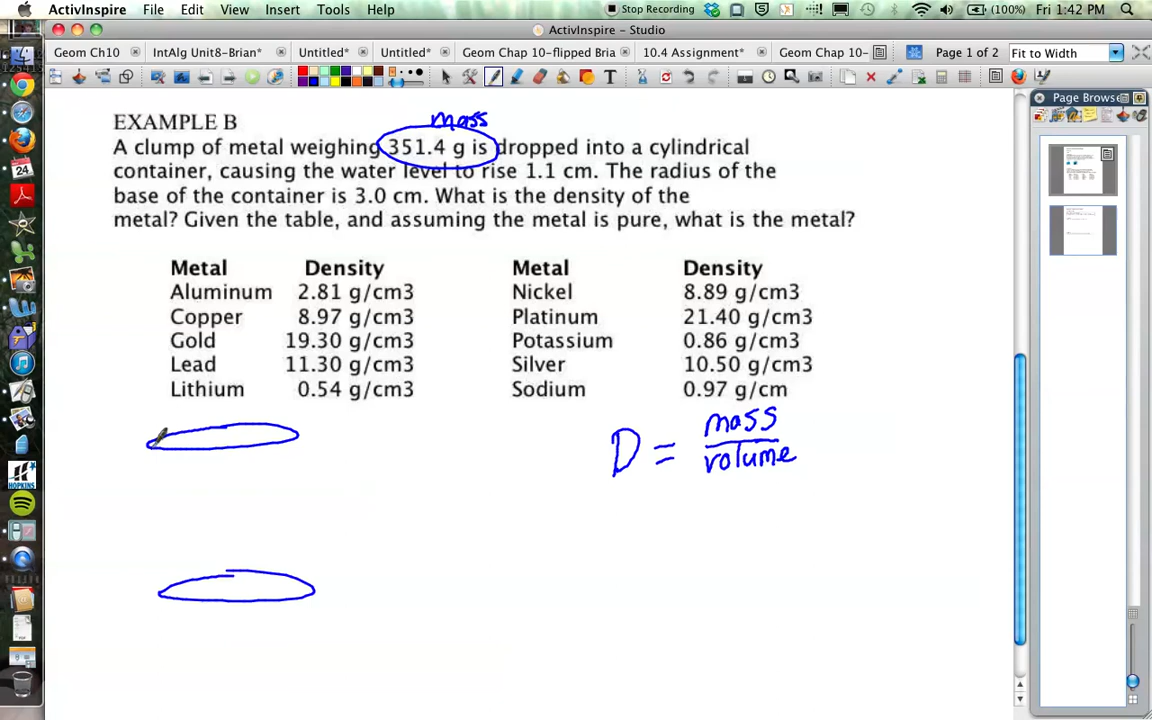 ActivInspire File Edit View Insert Tools Help Stop Recording (100%) Fri 1:42 PM
ActivInspire - Studio
Geom Ch10 IntAlg Unit8-Brian* Untitled* Untitled* Geom Chap 10-flipped Bria 10.4 Assignment* Geom Chap 10- Page 1 of 2 Fit to Width
Page Browser
EXAMPLE B
mass
A clump of metal weighing 351.4 g is dropped into a cylindrical
container, causing the water level to rise 1.1 cm. The radius of the
base of the container is 3.0 cm. What is the density of the
metal? Given the table, and assuming the metal is pure, what is the metal?
Metal Density Metal Density
Aluminum 2.81 g/cm3 Nickel 8.89 g/cm3
Copper 8.97 g/cm3 Platinum 21.40 g/cm3
Gold 19.30 g/cm3 Potassium 0.86 g/cm3
Lead 11.30 g/cm3 Silver 10.50 g/cm3
Lithium 0.54 g/cm3 Sodium 0.97 g/cm
D = mass
volume
24
HOPKINS